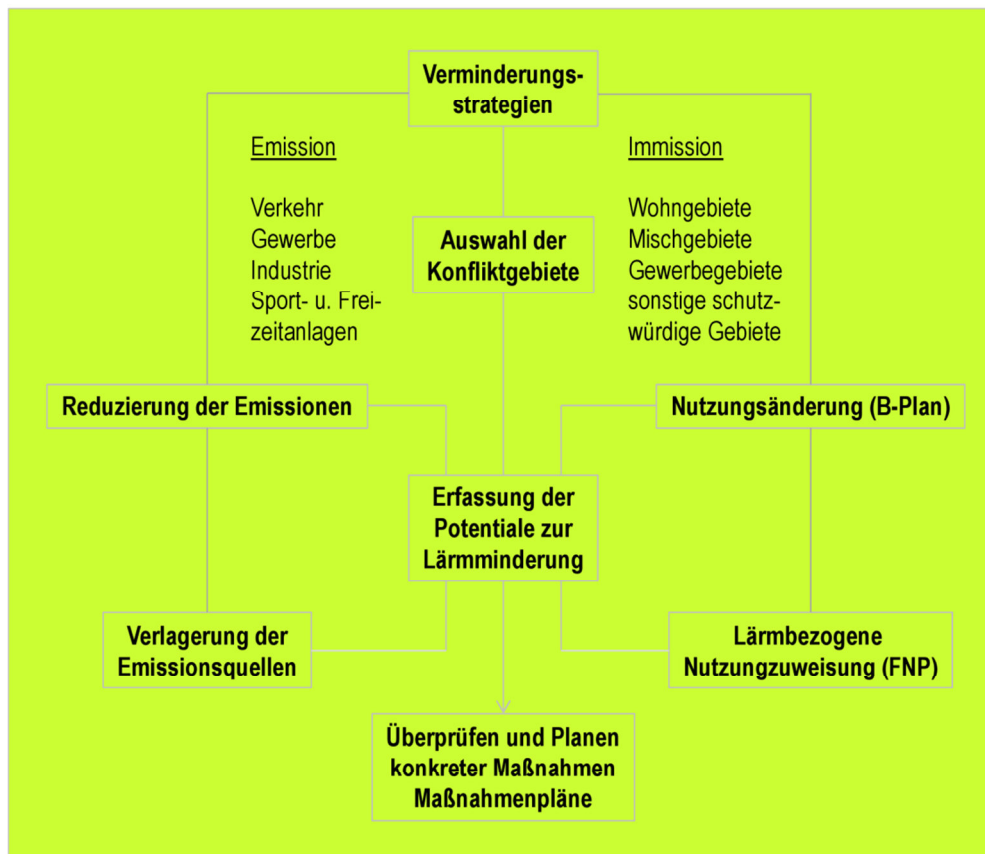 Verminderungs-
strategien
Emission
Verkehr
Gewerbe
Industrie
Sport- u. Frei-
zeitanlagen
Auswahl der
Konfliktgebiete
Immission
Wohngebiete
Mischgebiete
Gewerbegebiete
sonstige schutz-
würdige Gebiete
Reduzierung der Emissionen
Nutzungsänderung (B-Plan)
Erfassung der
Potentiale zur
Lärmminderung
Verlagerung der
Emissionsquellen
Lärmbezogene
Nutzungzuweisung (FNP)
Überprüfen und Planen
konkreter Maßnahmen
Maßnahmenpläne